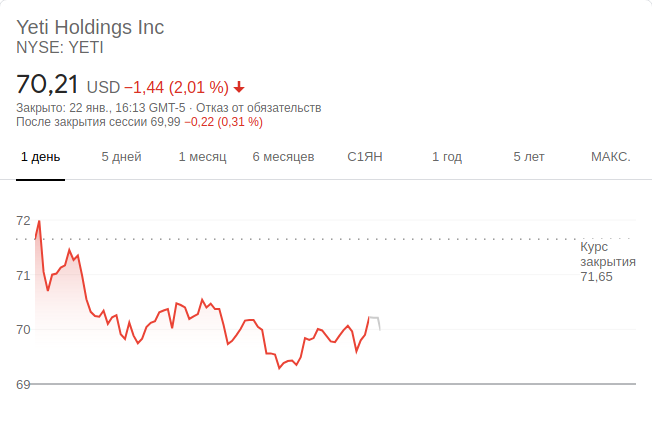 Yeti Holdings Inc
NYSE: YETI
70,21 USD −1,44 (2,01 %)
Закрыто: 22 янв., 16:13 GMT-5 · Отказ от обязательств
После закрытия сессии 69,99 −0,22 (0,31 %)
1 день 5 дней 1 месяц 6 месяцев С1ЯН 1 год 5 лет МАКС.
72
Курс
закрытия
71,65
71
70
69